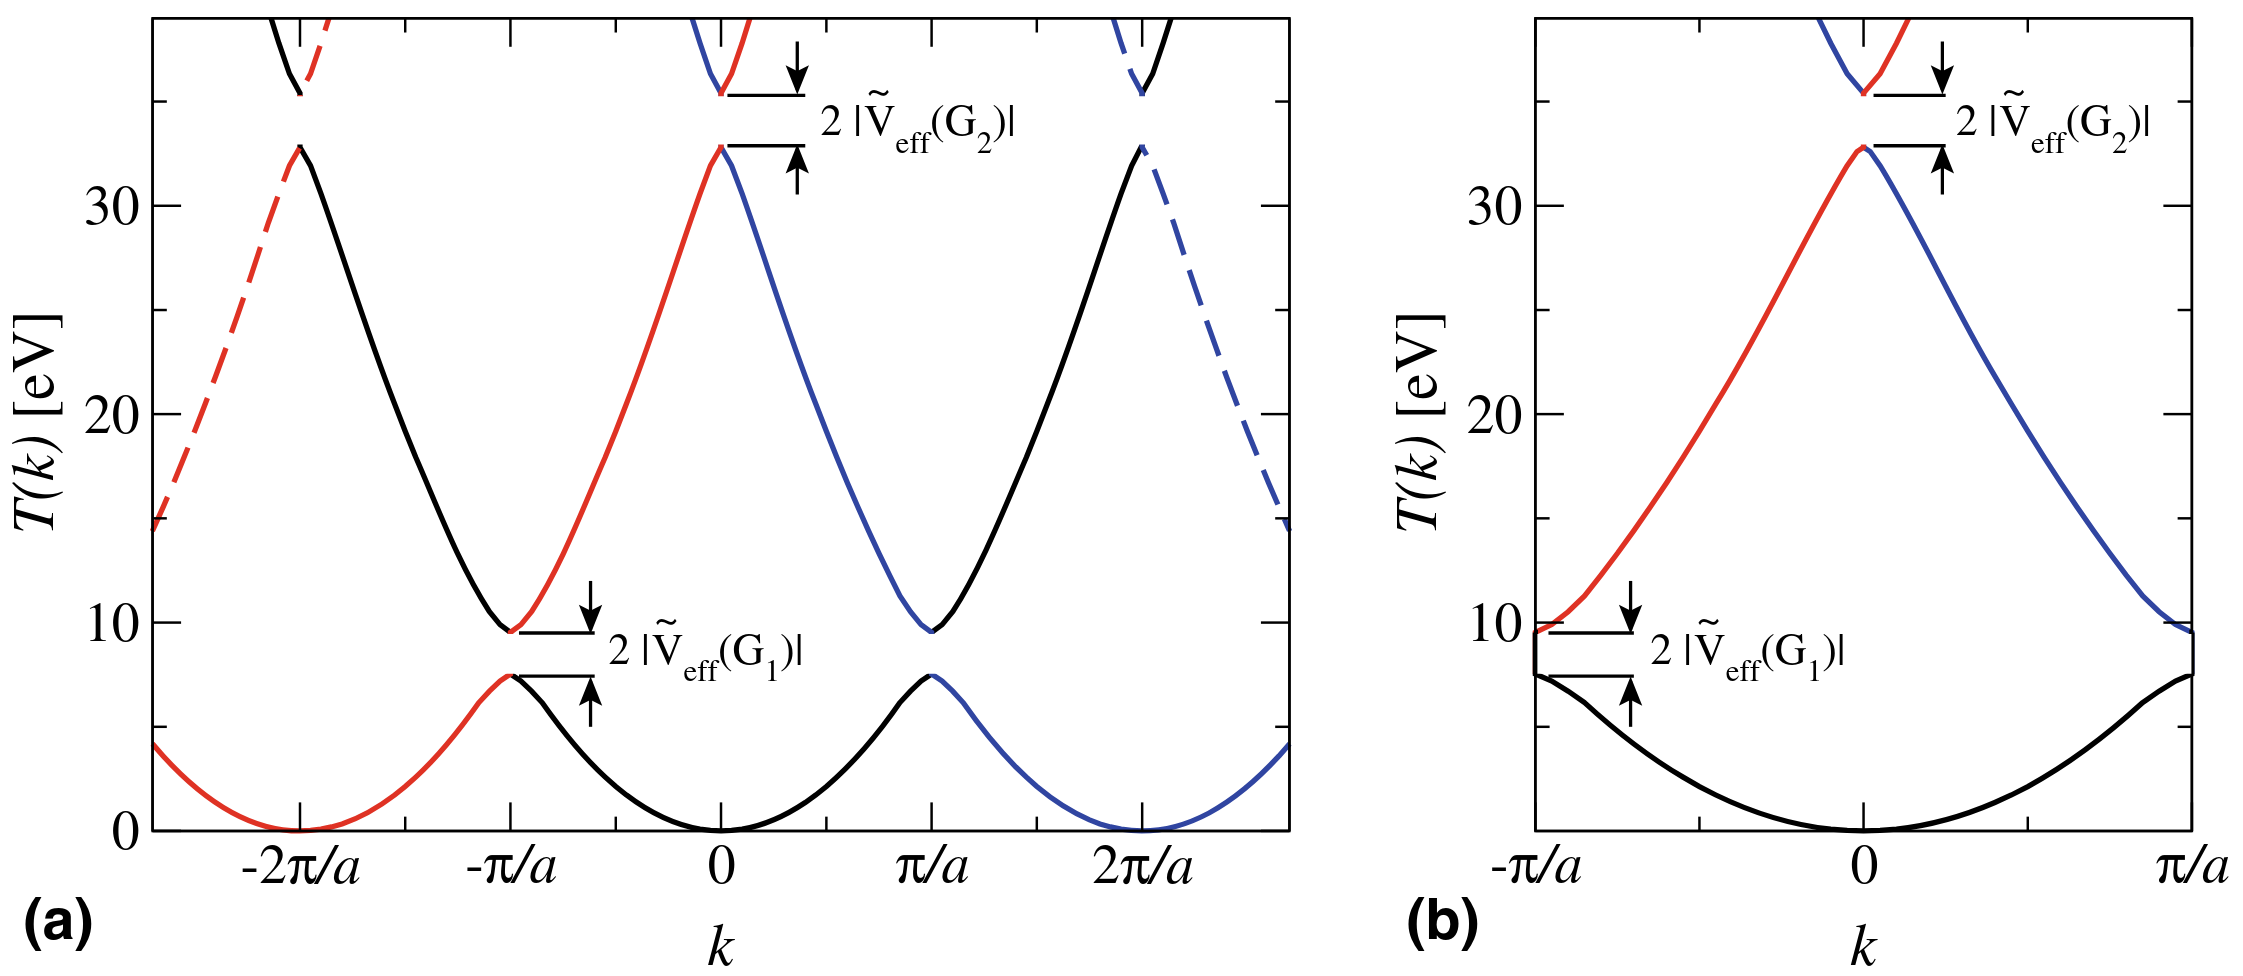 T(k) [eV]
30
20
10
0
2 |Ṽeff(G2)|
2 |Ṽeff(G1)|
-2π/a
-π/a
0
π/a
2π/a
k
(a)
T(k) [eV]
30
20
10
2 |Ṽeff(G2)|
2 |Ṽeff(G1)|
-π/a
0
π/a
k
(b)